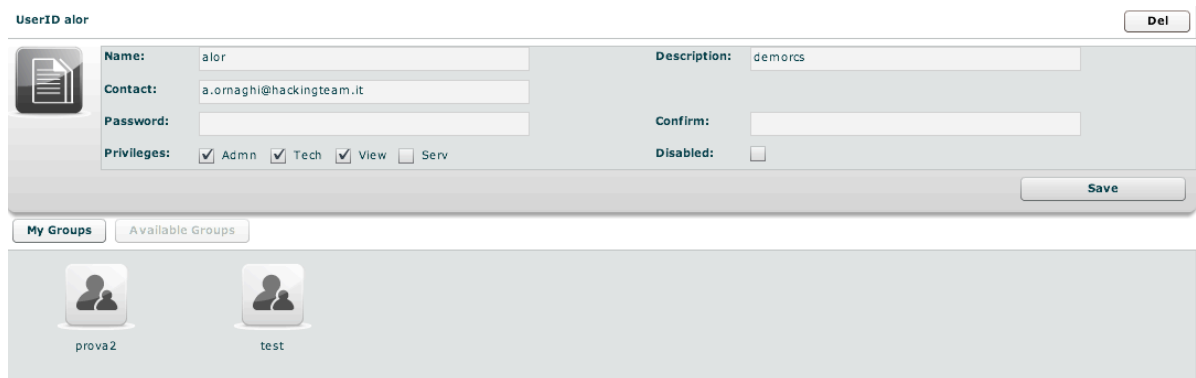 UserID alor
Del
Name: alor Description: demorcs
Contact: a.ornaghi@hackingteam.it
Password: Confirm:
Privileges: Admn Tech View Serv Disabled:
Save
My Groups Available Groups
prova2 test